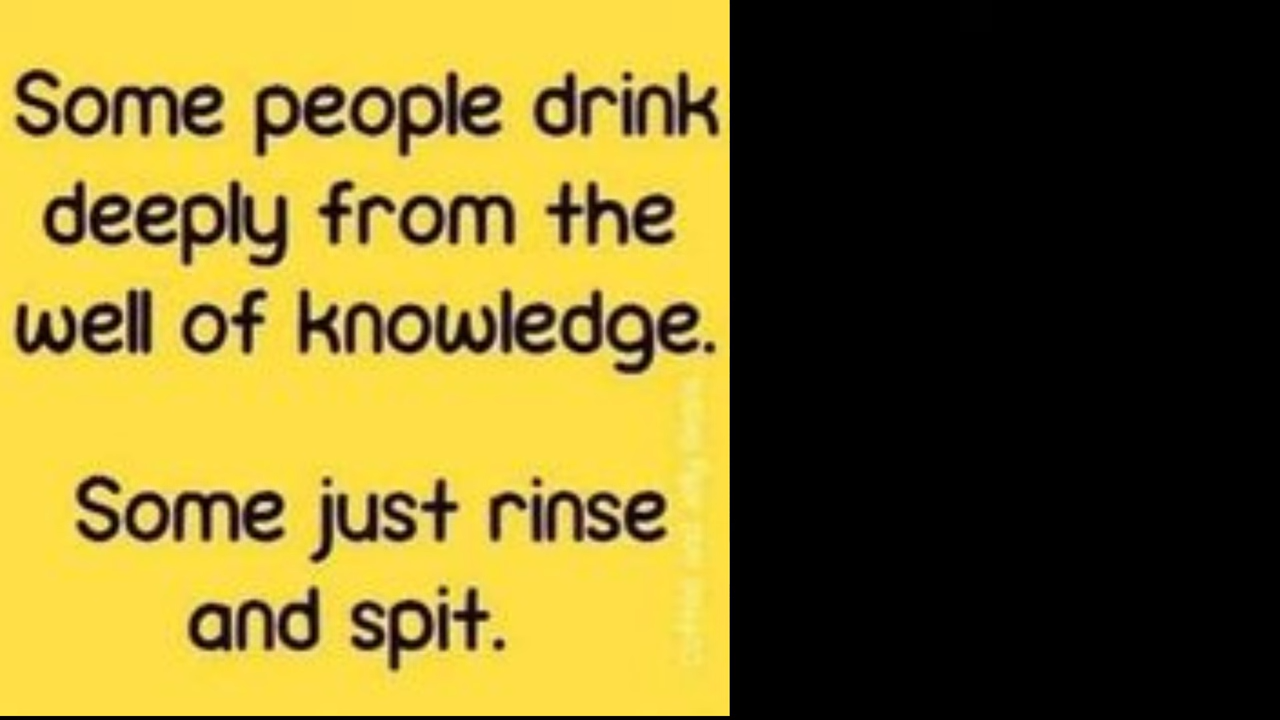 Some people drink
deeply from the
well of knowledge.
Some just rinse
and spit.